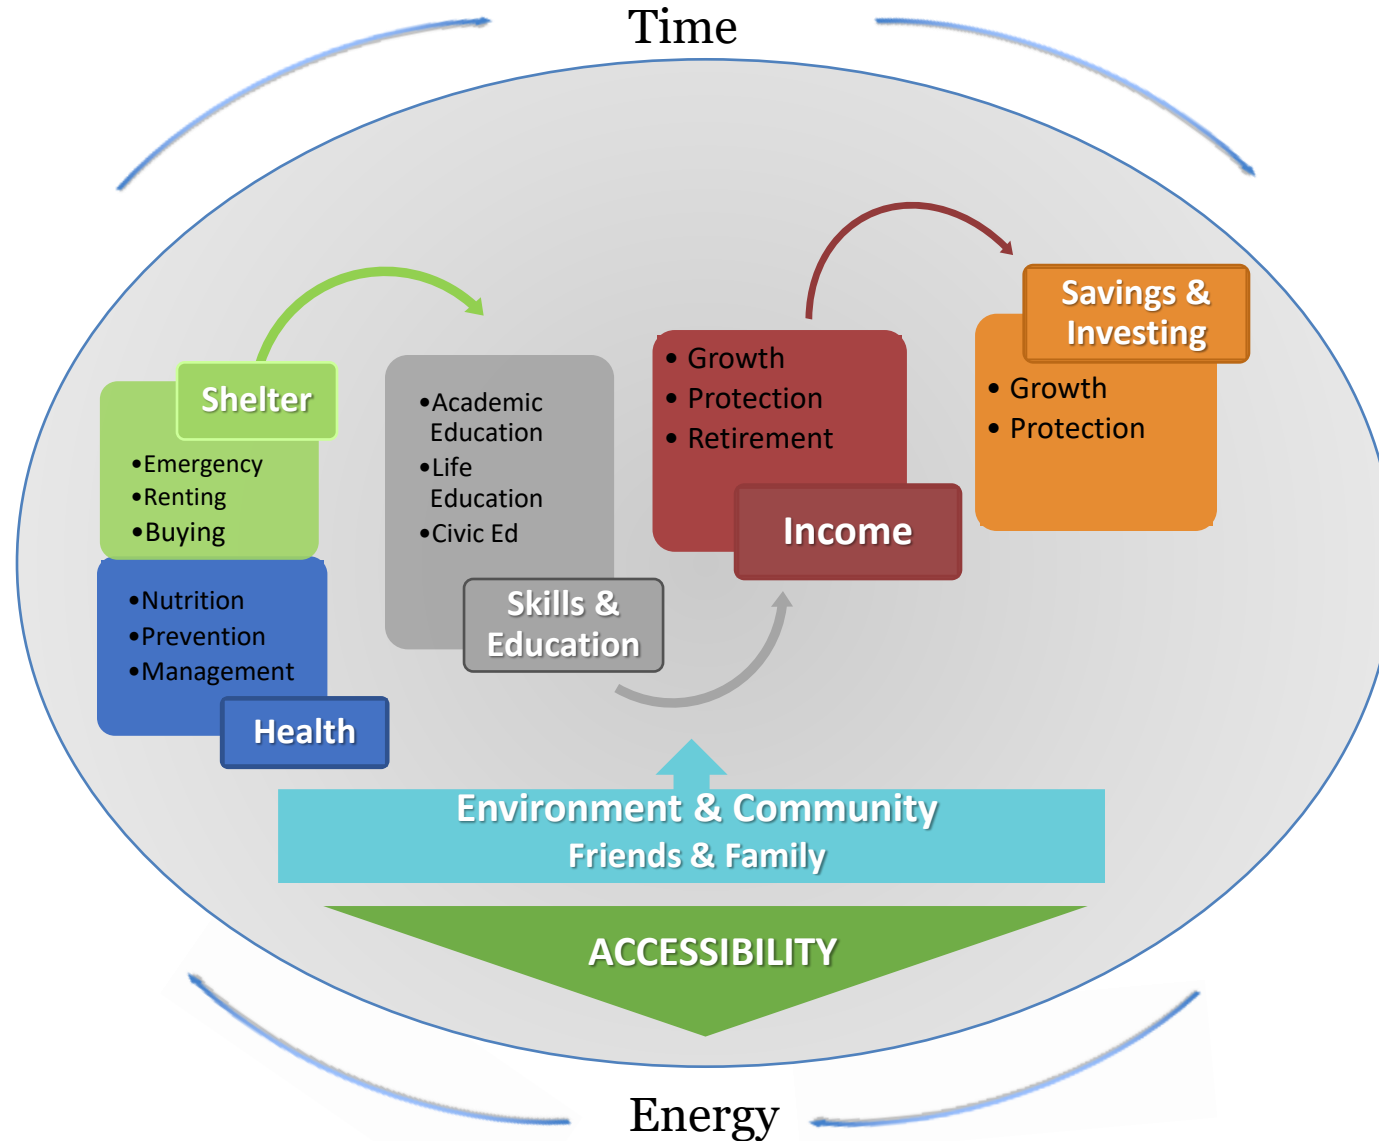 Time
Shelter
•Emergency
•Renting
•Buying
•Nutrition
•Prevention
•Management
Health
•Academic
Education
•Life
Education
•Civic Ed
Skills &
Education
• Growth
• Protection
• Retirement
Income
Savings &
Investing
• Growth
• Protection
Environment & Community
Friends & Family
ACCESSIBILITY
Energy